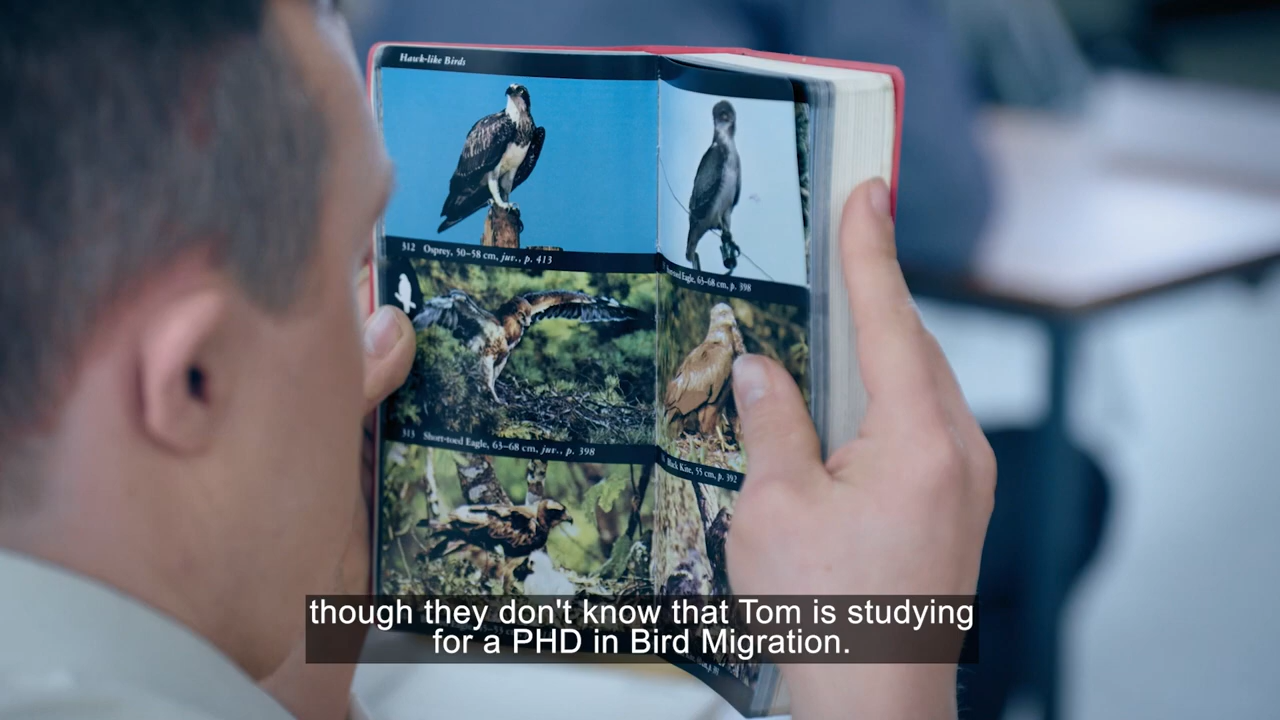 Hawk-like Birds
312 Osprey, 50–58 cm, juv., p. 413
Eagle, 63–68 cm, p. 398
313 Short-toed Eagle, 63–68 cm, juv., p. 398
Black Kite, 55 cm, p. 392
though they don't know that Tom is studying
for a PHD in Bird Migration.